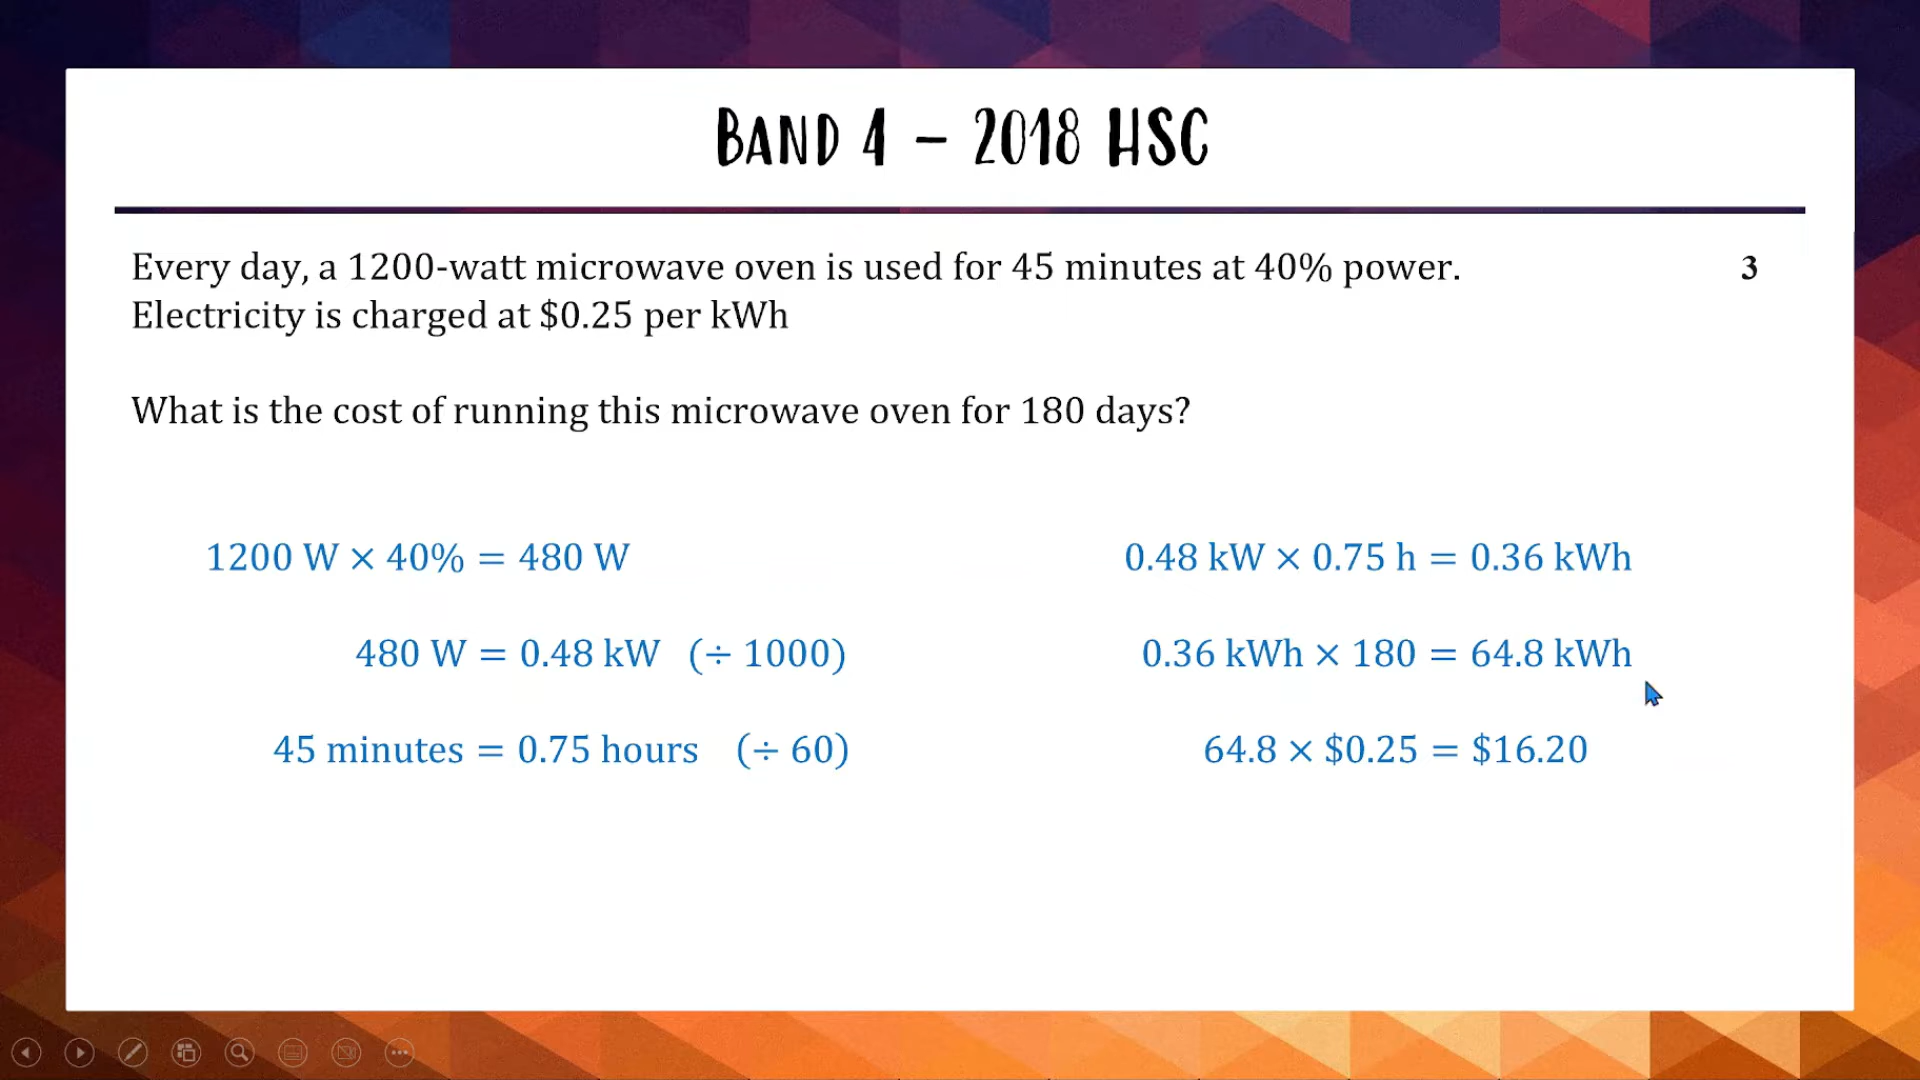 BAND 4 – 2018 HSC
Every day, a 1200-watt microwave oven is used for 45 minutes at 40% power. 3
Electricity is charged at $0.25 per kWh
What is the cost of running this microwave oven for 180 days?
1200 W × 40% = 480 W
480 W = 0.48 kW (÷ 1000)
45 minutes = 0.75 hours (÷ 60)
0.48 kW × 0.75 h = 0.36 kWh
0.36 kWh × 180 = 64.8 kWh
64.8 × $0.25 = $16.20